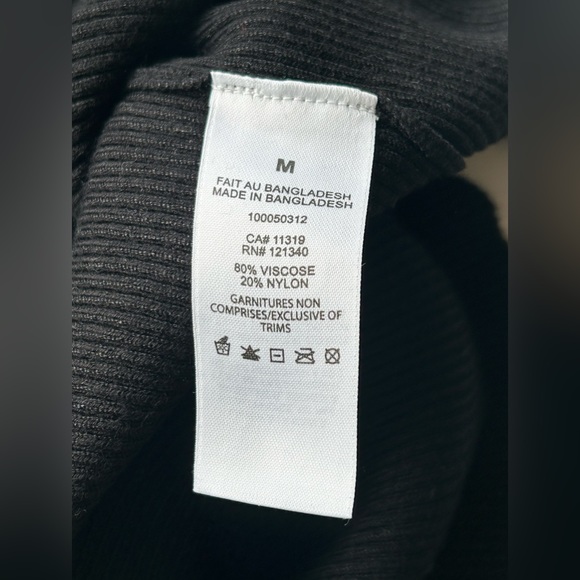 M
FAIT AU BANGLADESH
MADE IN BANGLADESH
100050312
CA# 11319
RN# 121340
80% VISCOSE
20% NYLON
GARNITURES NON
COMPRISES/EXCLUSIVE OF
TRIMS